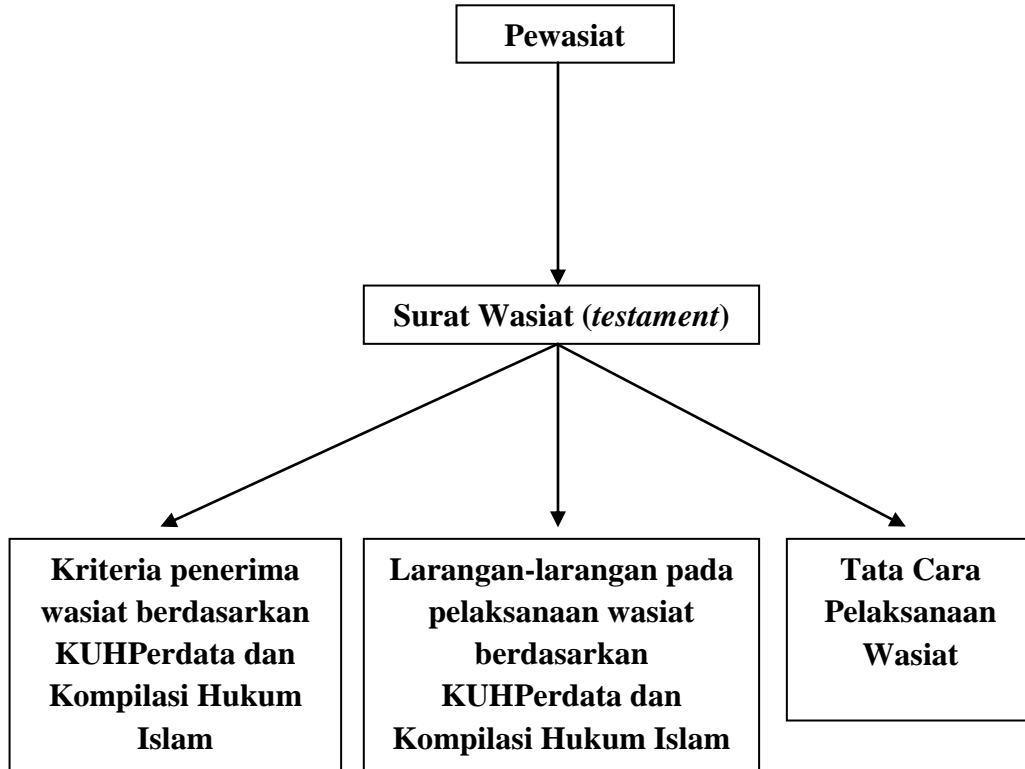 Pewasiat
Surat Wasiat (testament)
Kriteria penerima
wasiat berdasarkan
KUHPerdata dan
Kompilasi Hukum
Islam
Larangan-larangan pada
pelaksanaan wasiat
berdasarkan
KUHPerdata dan
Kompilasi Hukum Islam
Tata Cara
Pelaksanaan
Wasiat